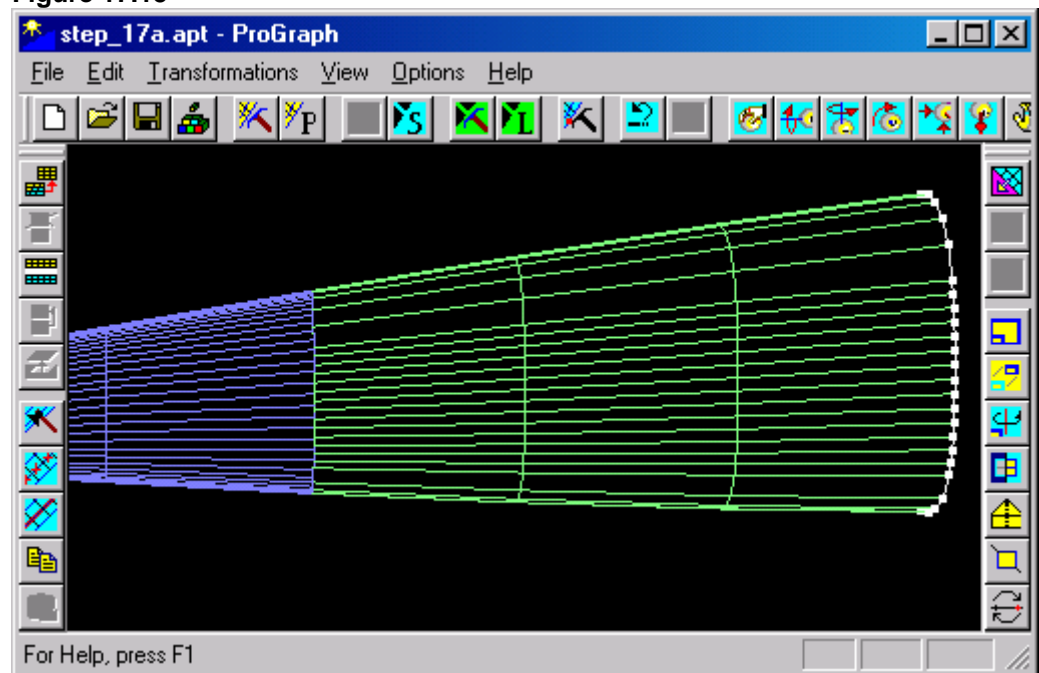 step_17a.apt - ProGraph
File Edit Transformations View Options Help
P S L
For Help, press F1